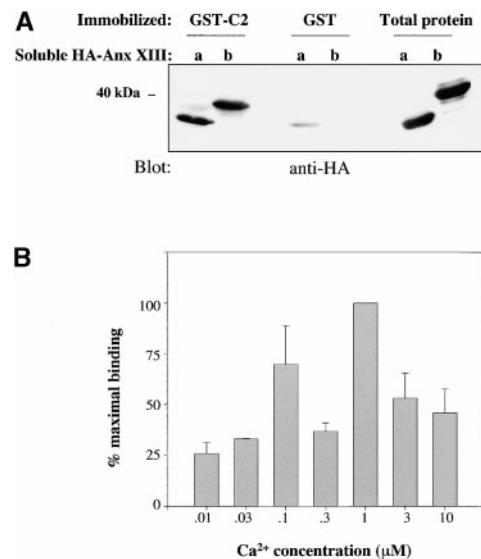 A
Immobilized: GST-C2 GST Total protein
Soluble HA-Anx XIII: a b a b a b
40 kDa –
Blot: anti-HA
B
% maximal binding
100
75
50
25
0
.01 .03 .1 .3 1 3 10
Ca²⁺ concentration (μM)